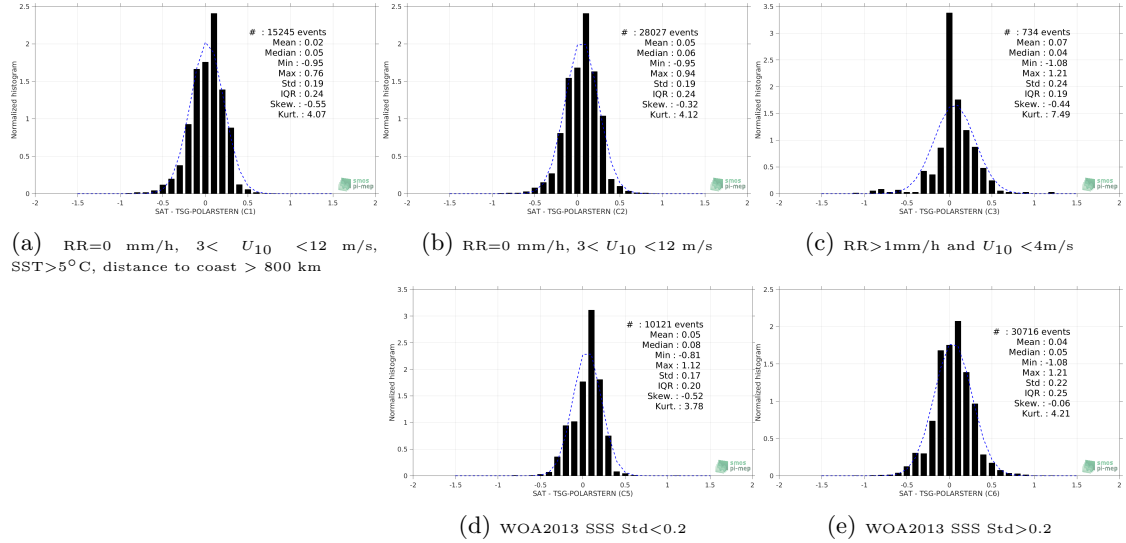 # : 15245 events
Mean : 0.02
Median : 0.05
Min : -0.95
Max : 0.76
Std : 0.19
IQR : 0.24
Skew. : -0.55
Kurt. : 4.07
Normalized histogram
2.5
2
1.5
1
0.5
0
-2 -1.5 -1 -0.5 0 0.5 1 1.5 2
SAT - TSG-POLARSTERN (C1)
smos
pi-mep
(a) RR=0 mm/h, 3< U10 <12 m/s,
SST>5°C, distance to coast > 800 km
# : 28027 events
Mean : 0.05
Median : 0.06
Min : -0.95
Max : 0.94
Std : 0.19
IQR : 0.24
Skew. : -0.32
Kurt. : 4.12
Normalized histogram
2.5
2
1.5
1
0.5
0
-2 -1.5 -1 -0.5 0 0.5 1 1.5 2
SAT - TSG-POLARSTERN (C2)
smos
pi-mep
(b) RR=0 mm/h, 3< U10 <12 m/s
# : 734 events
Mean : 0.07
Median : 0.04
Min : -1.08
Max : 1.21
Std : 0.24
IQR : 0.19
Skew. : -0.44
Kurt. : 7.49
Normalized histogram
3.5
3
2.5
2
1.5
1
0.5
0
-2 -1.5 -1 -0.5 0 0.5 1 1.5 2
SAT - TSG-POLARSTERN (C3)
smos
pi-mep
(c) RR>1mm/h and U10 <4m/s
# : 10121 events
Mean : 0.05
Median : 0.08
Min : -0.81
Max : 1.12
Std : 0.17
IQR : 0.20
Skew. : -0.52
Kurt. : 3.78
Normalized histogram
3.5
3
2.5
2
1.5
1
0.5
0
-2 -1.5 -1 -0.5 0 0.5 1 1.5 2
SAT - TSG-POLARSTERN (C5)
smos
pi-mep
(d) WOA2013 SSS Std<0.2
# : 30716 events
Mean : 0.04
Median : 0.05
Min : -1.08
Max : 1.21
Std : 0.22
IQR : 0.25
Skew. : -0.06
Kurt. : 4.21
Normalized histogram
2.5
2
1.5
1
0.5
0
-2 -1.5 -1 -0.5 0 0.5 1 1.5 2
SAT - TSG-POLARSTERN (C6)
smos
pi-mep
(e) WOA2013 SSS Std>0.2